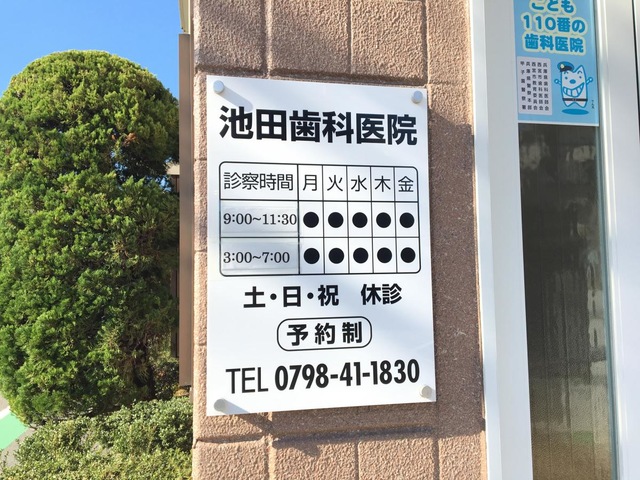 池田歯科医院
診察時間 月 火 水 木 金
9:00~11:30 ● ● ● ● ●
3:00~7:00 ● ● ● ● ●
土・日・祝 休診
予約制
TEL 0798-41-1830
こども
110番の
歯科医院